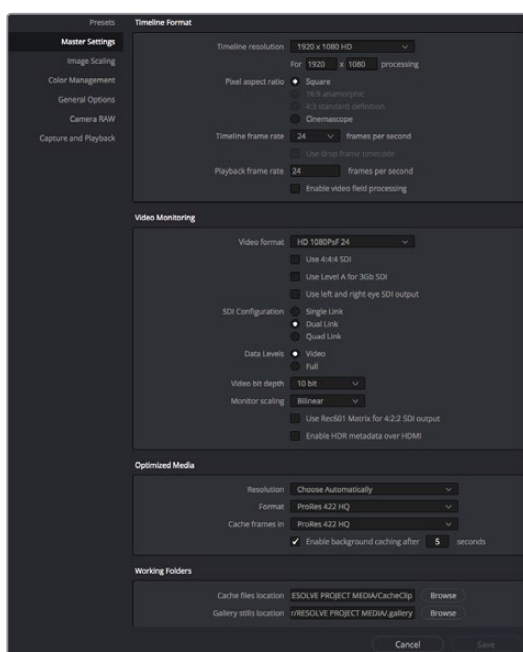 Presets
Master Settings
Image Scaling
Color Management
General Options
Camera RAW
Capture and Playback
Timeline Format
Timeline resolution 1920 x 1080 HD
For 1920 x 1080 processing
Pixel aspect ratio Square
16:9 anamorphic
4:3 standard definition
Cinemascope
Timeline frame rate 24 frames per second
Use drop frame timecode
Playback frame rate 24 frames per second
Enable video field processing
Video Monitoring
Video format HD 1080PsF 24
Use 4:4:4 SDI
Use Level A for 3Gb SDI
Use left and right eye SDI output
SDI Configuration Single Link
Dual Link
Quad Link
Data Levels Video
Full
Video bit depth 10 bit
Monitor scaling Bilinear
Use Rec601 Matrix for 4:2:2 SDI output
Enable HDR metadata over HDMI
Optimized Media
Resolution Choose Automatically
Format ProRes 422 HQ
Cache frames in ProRes 422 HQ
Enable background caching after 5 seconds
Working Folders
Cache files location ESOLVE PROJECT MEDIA/CacheClip Browse
Gallery stills location r/RESOLVE PROJECT MEDIA/.gallery Browse
Cancel Save